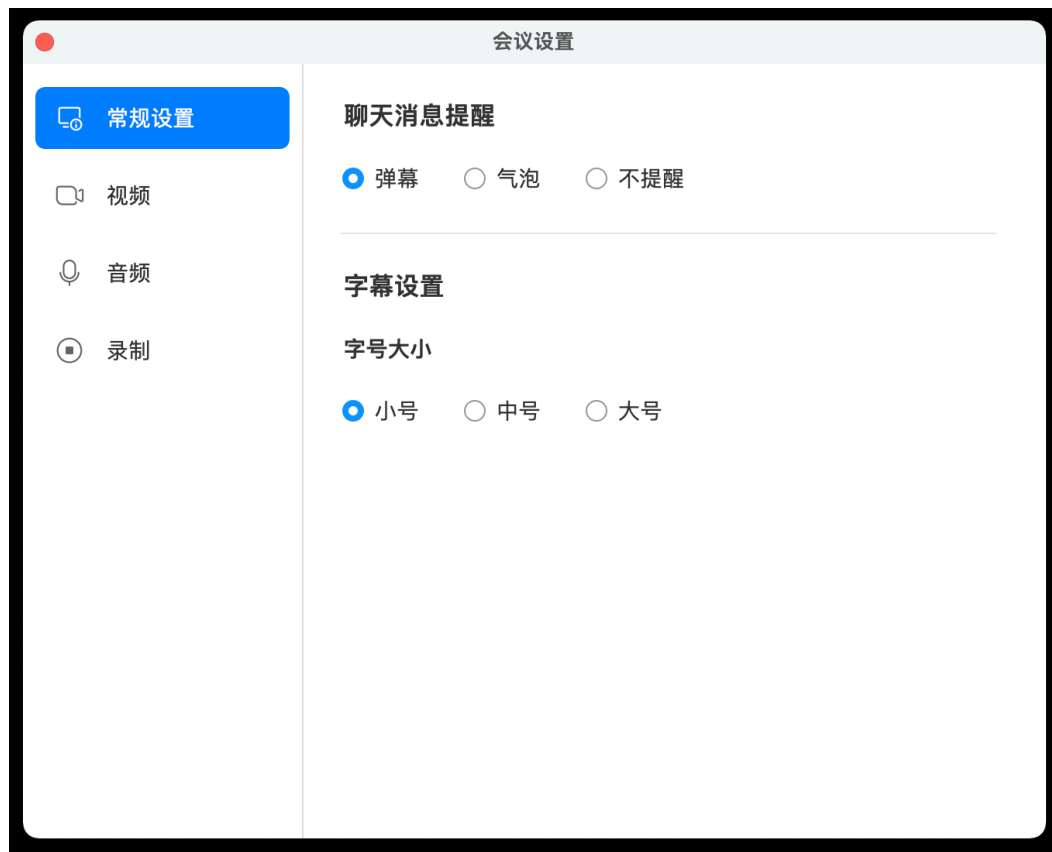 会议设置
常规设置
视频
音频
录制
聊天消息提醒
弹幕 气泡 不提醒
字幕设置
字号大小
小号 中号 大号